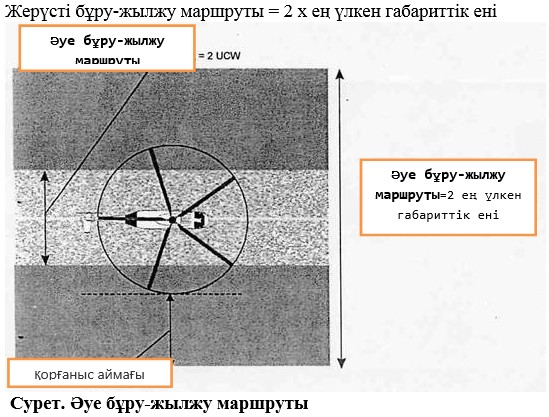 Жерүсті бұру-жылжу маршруты = 2 x ең үлкен габариттік ені
Әуе бұру-жылжу
маршруты
= 2 UCW
Әуе бұру-жылжу
маршруты=2 ең үлкен
габариттік ені
Қорғаныс аймағы
Сурет. Әуе бұру-жылжу маршруты